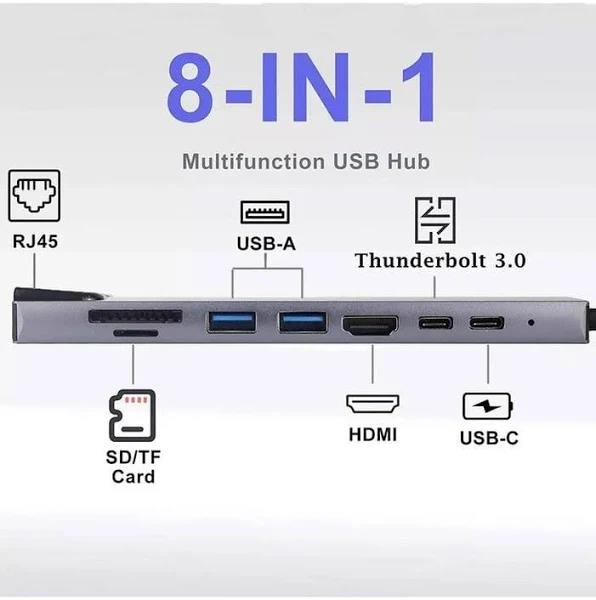 8-IN-1
Multifunction USB Hub
RJ45
USB-A
Thunderbolt 3.0
SD/TF
Card
HDMI
USB-C